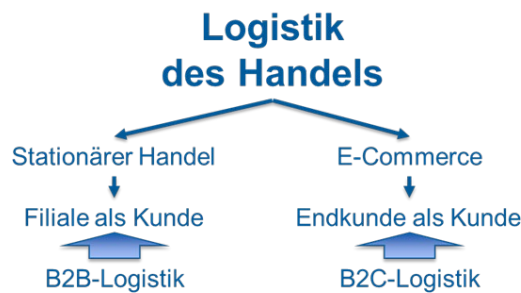 Logistik
des Handels
Stationärer Handel
E-Commerce
Filiale als Kunde
Endkunde als Kunde
B2B-Logistik
B2C-Logistik